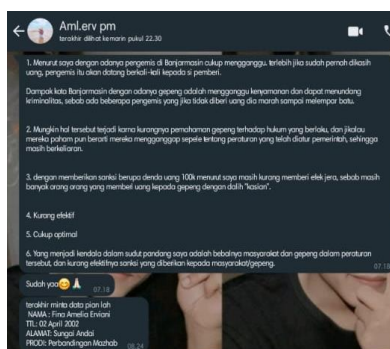 Aml.erv pm
terakhir dilihat kemarin pukul 22.30
1. Menurut saya dengan adanya pengemis di Banjarmasin cukup mengganggu. terlebih jika sudah pernah dikasih
uang, pengemis itu akan datang berkali-kali kepada si pemberi.
Dampak kota Banjarmasin dengan adanya gepeng adalah mengganggu kenyamanan dan dapat menundang
kriminalitas, sebab ada beberapa pengemis yang jika tidak diberi uang dia marah sampai melempar batu.
2. Mungkin hal tersebut terjadi karna kurangnya pemahaman gepeng terhadap hukum yang berlaku, dan jikalau
mereka paham pun berarti mereka mengganggap sepele tentang peraturan yang telah diatur pemerintah, sehingga
masih berkeliaran.
3. dengan memberikan sanksi berupa denda uang 100k menurut saya masih kurang memberi efek jera, sebab masih
banyak orang orang yang memberi uang kepada gepeng dengan dalih "kasian".
4. Kurang efektif
5. Cukup optimal
6. Yang menjadi kendala dalam sudut pandang saya adalah bebalnya masyarakat dan gepeng dalam peraturan
tersebut, dan kurang efektifnya sanksi yang diberikan kepada masyarakat/gepeng.
07.18
Sudah yaa 07.18
terokhir minta data pian lah
NAMA : Fina Amelia Erviani
TTL: 02 April 2002
ALAMAT: Sungai Andai
PRODI: Perbandingan Mazhab 08.24